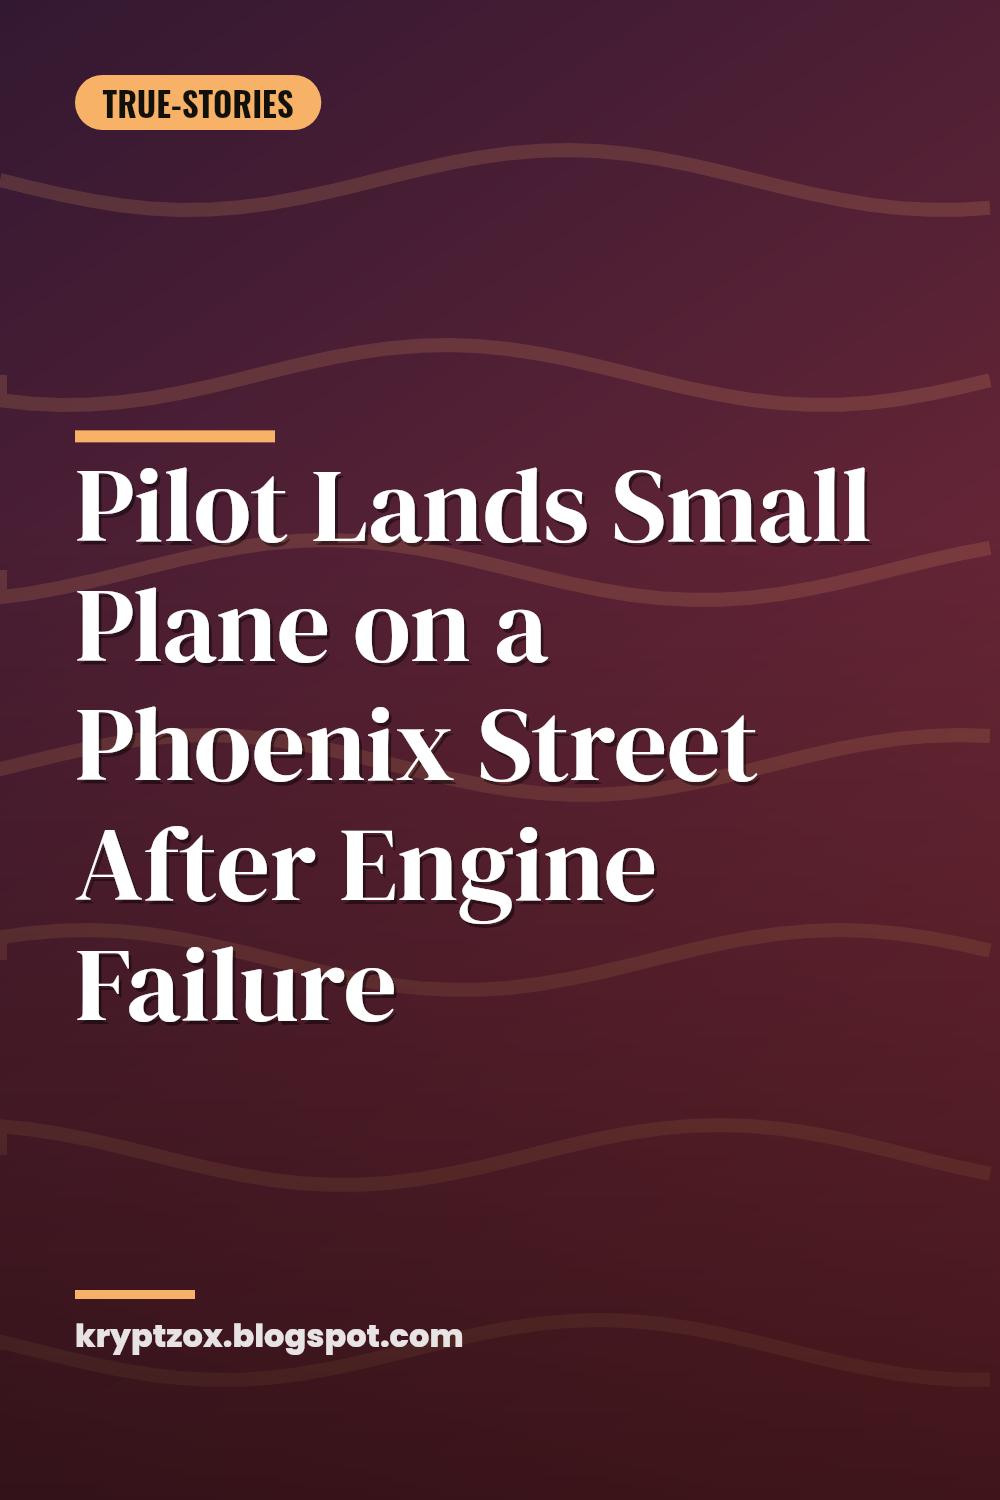 TRUE-STORIES
Pilot Lands Small
Plane on a
Phoenix Street
After Engine
Failure
kryptzox.blogspot.com